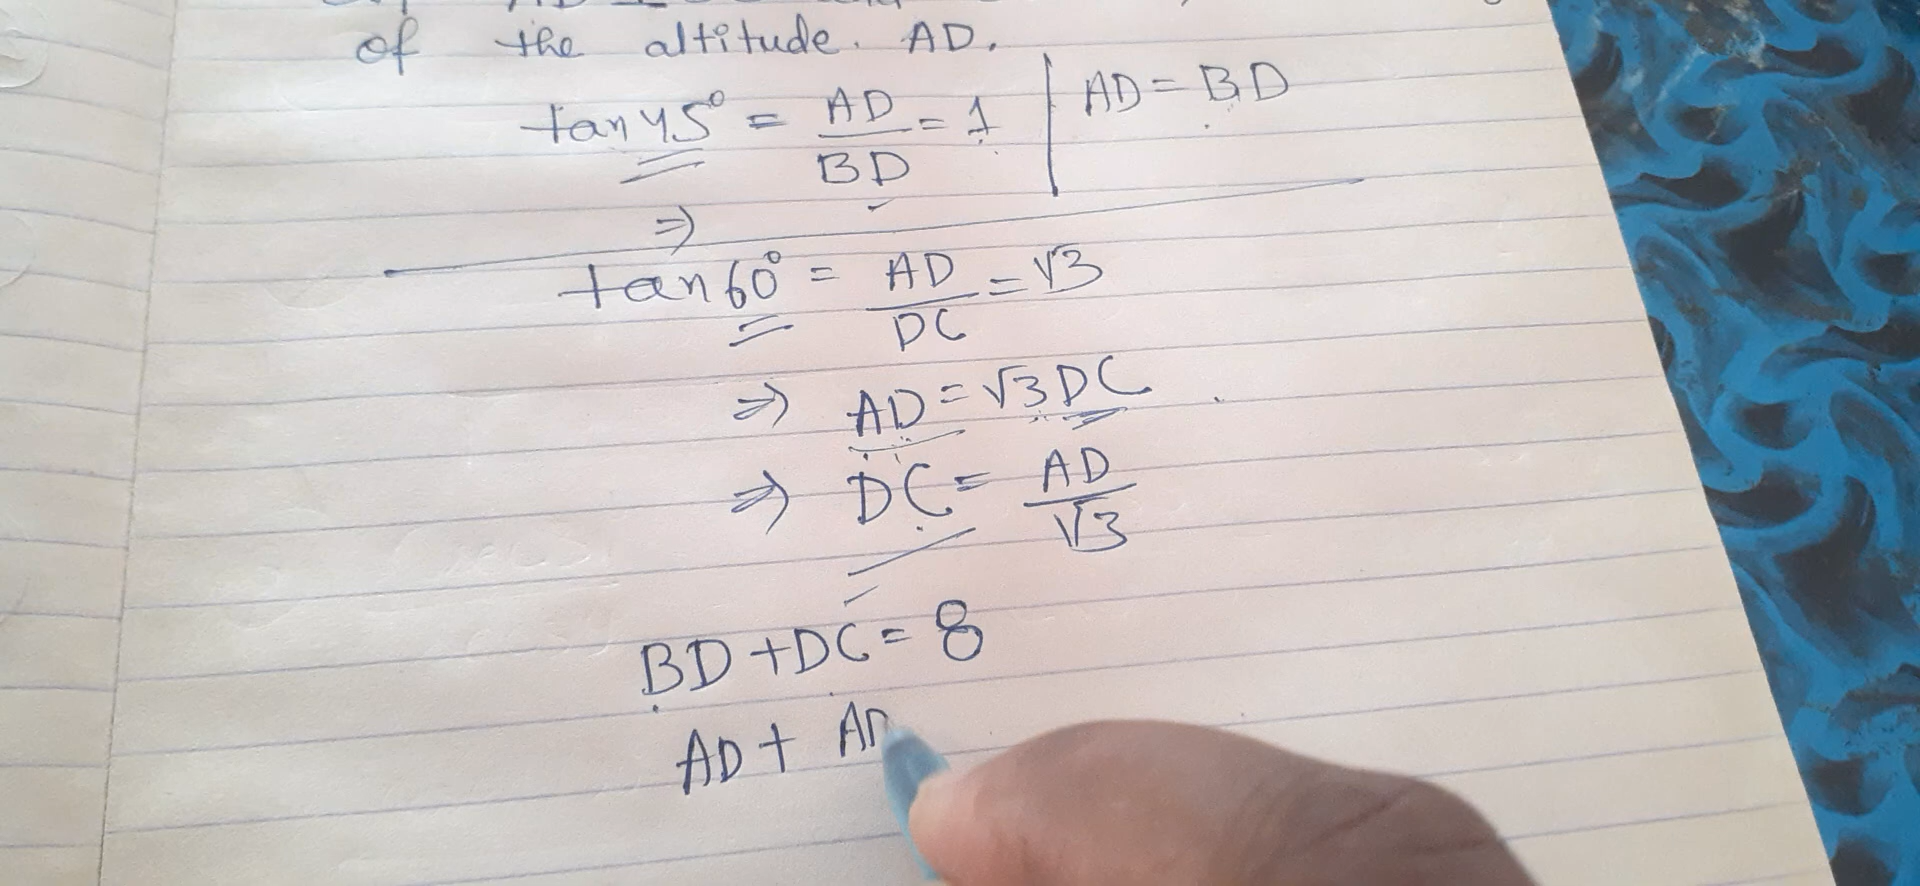 of the altitude. AD.
tan 45° = AD/BD = 1 | AD = BD
⇒
tan 60° = AD/DC = √3
⇒ AD = √3 DC
⇒ DC = AD/√3
BD + DC = 8
AD + AD